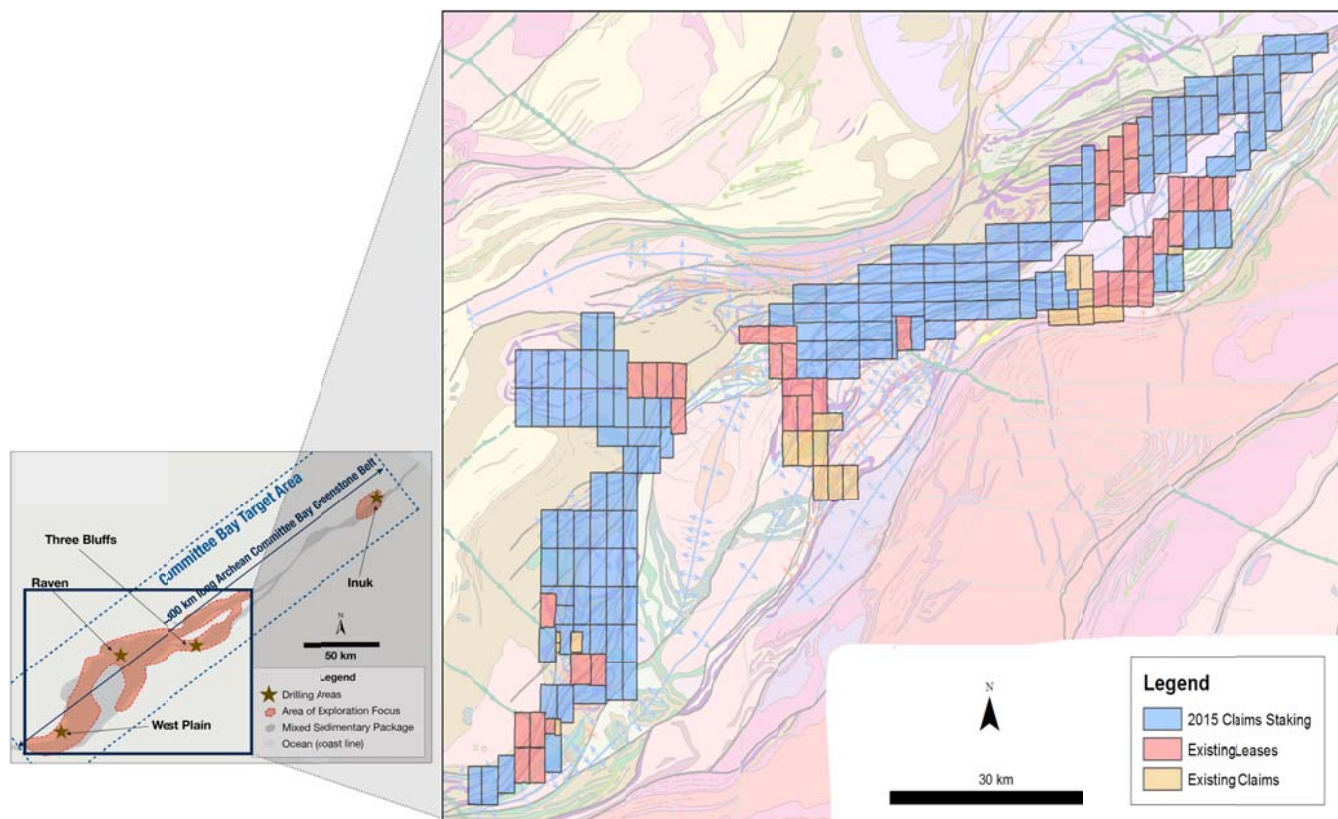 Committee Bay Target Area
300 km long Archean Committee Bay Greenstone Belt
Three Bluffs
Raven
Inuk
West Plain
N
50 km
Legend
Drilling Areas
Area of Exploration Focus
Mixed Sedimentary Package
Ocean (coast line)
N
30 km
Legend
2015 Claims Staking
Existing Leases
Existing Claims